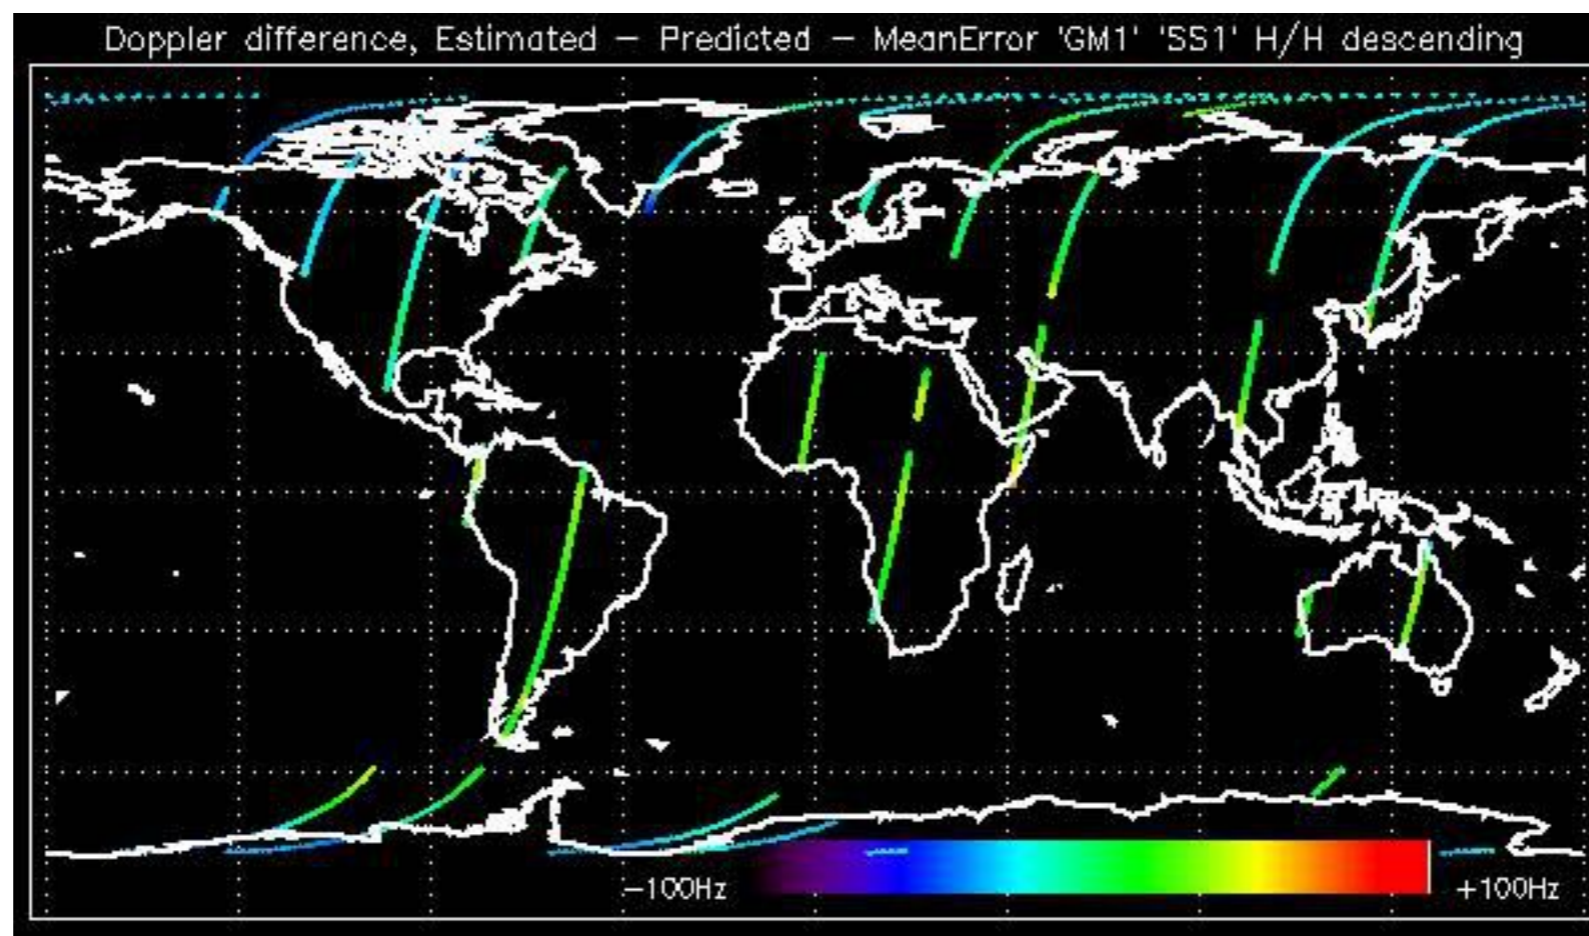 Doppler difference, Estimated − Predicted − MeanError 'GM1' 'SS1' H/H descending
−100Hz
+100Hz